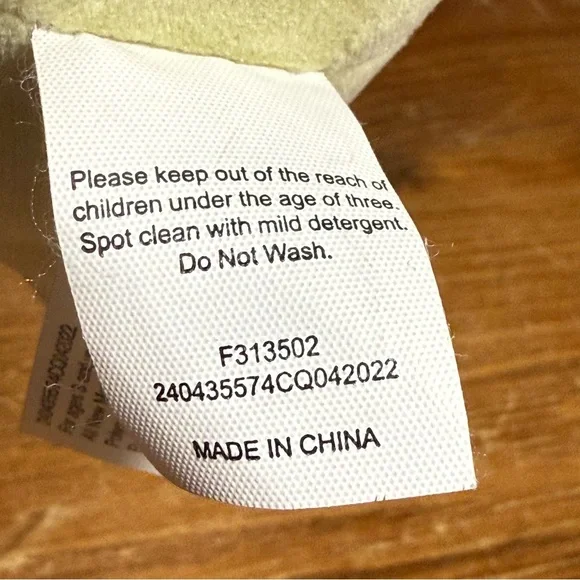 Please keep out of the reach of
children under the age of three.
Spot clean with mild detergent.
Do Not Wash.
F313502
240435574CQ042022
MADE IN CHINA